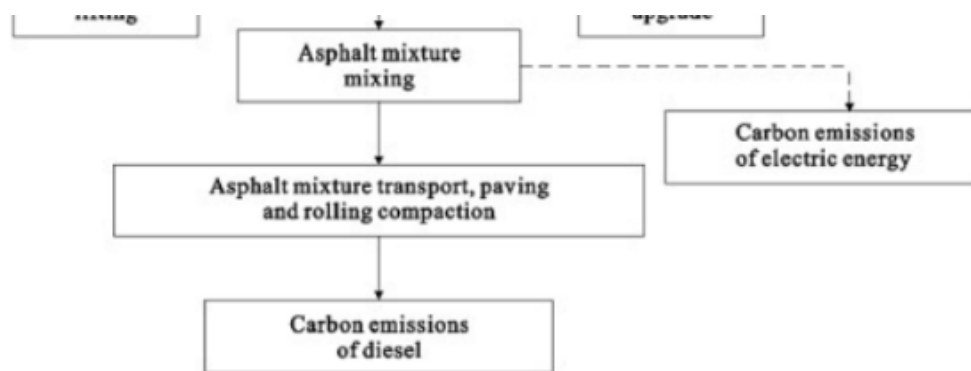 upgrade
Asphalt mixture
mixing
Carbon emissions
of electric energy
Asphalt mixture transport, paving
and rolling compaction
Carbon emissions
of diesel